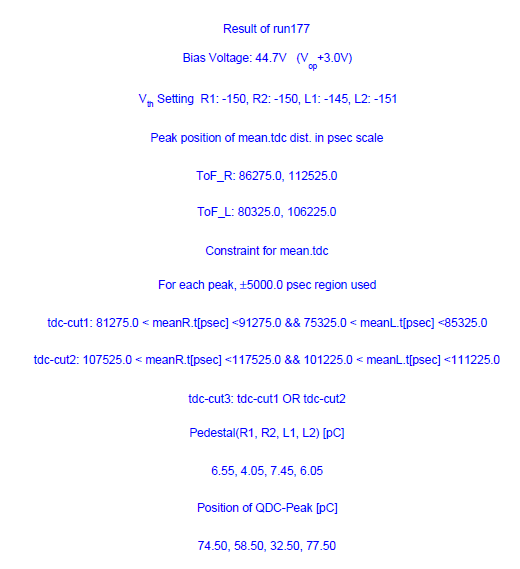 Result of run177
Bias Voltage: 44.7V (Vop+3.0V)
Vth Setting R1: -150, R2: -150, L1: -145, L2: -151
Peak position of mean.tdc dist. in psec scale
ToF_R: 86275.0, 112525.0
ToF_L: 80325.0, 106225.0
Constraint for mean.tdc
For each peak, ±5000.0 psec region used
tdc-cut1: 81275.0 < meanR.t[psec] <91275.0 && 75325.0 < meanL.t[psec] <85325.0
tdc-cut2: 107525.0 < meanR.t[psec] <117525.0 && 101225.0 < meanL.t[psec] <111225.0
tdc-cut3: tdc-cut1 OR tdc-cut2
Pedestal(R1, R2, L1, L2) [pC]
6.55, 4.05, 7.45, 6.05
Position of QDC-Peak [pC]
74.50, 58.50, 32.50, 77.50